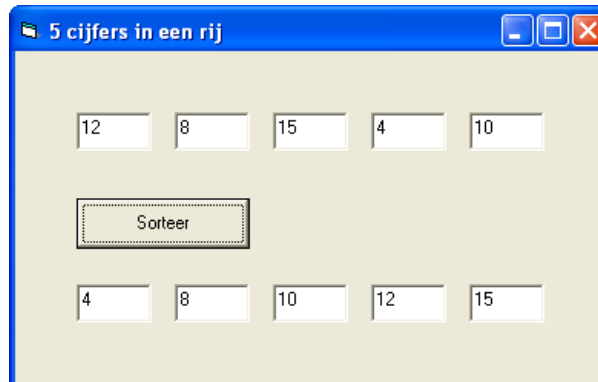 5 cijfers in een rij
12 8 15 4 10
Sorteer
4 8 10 12 15